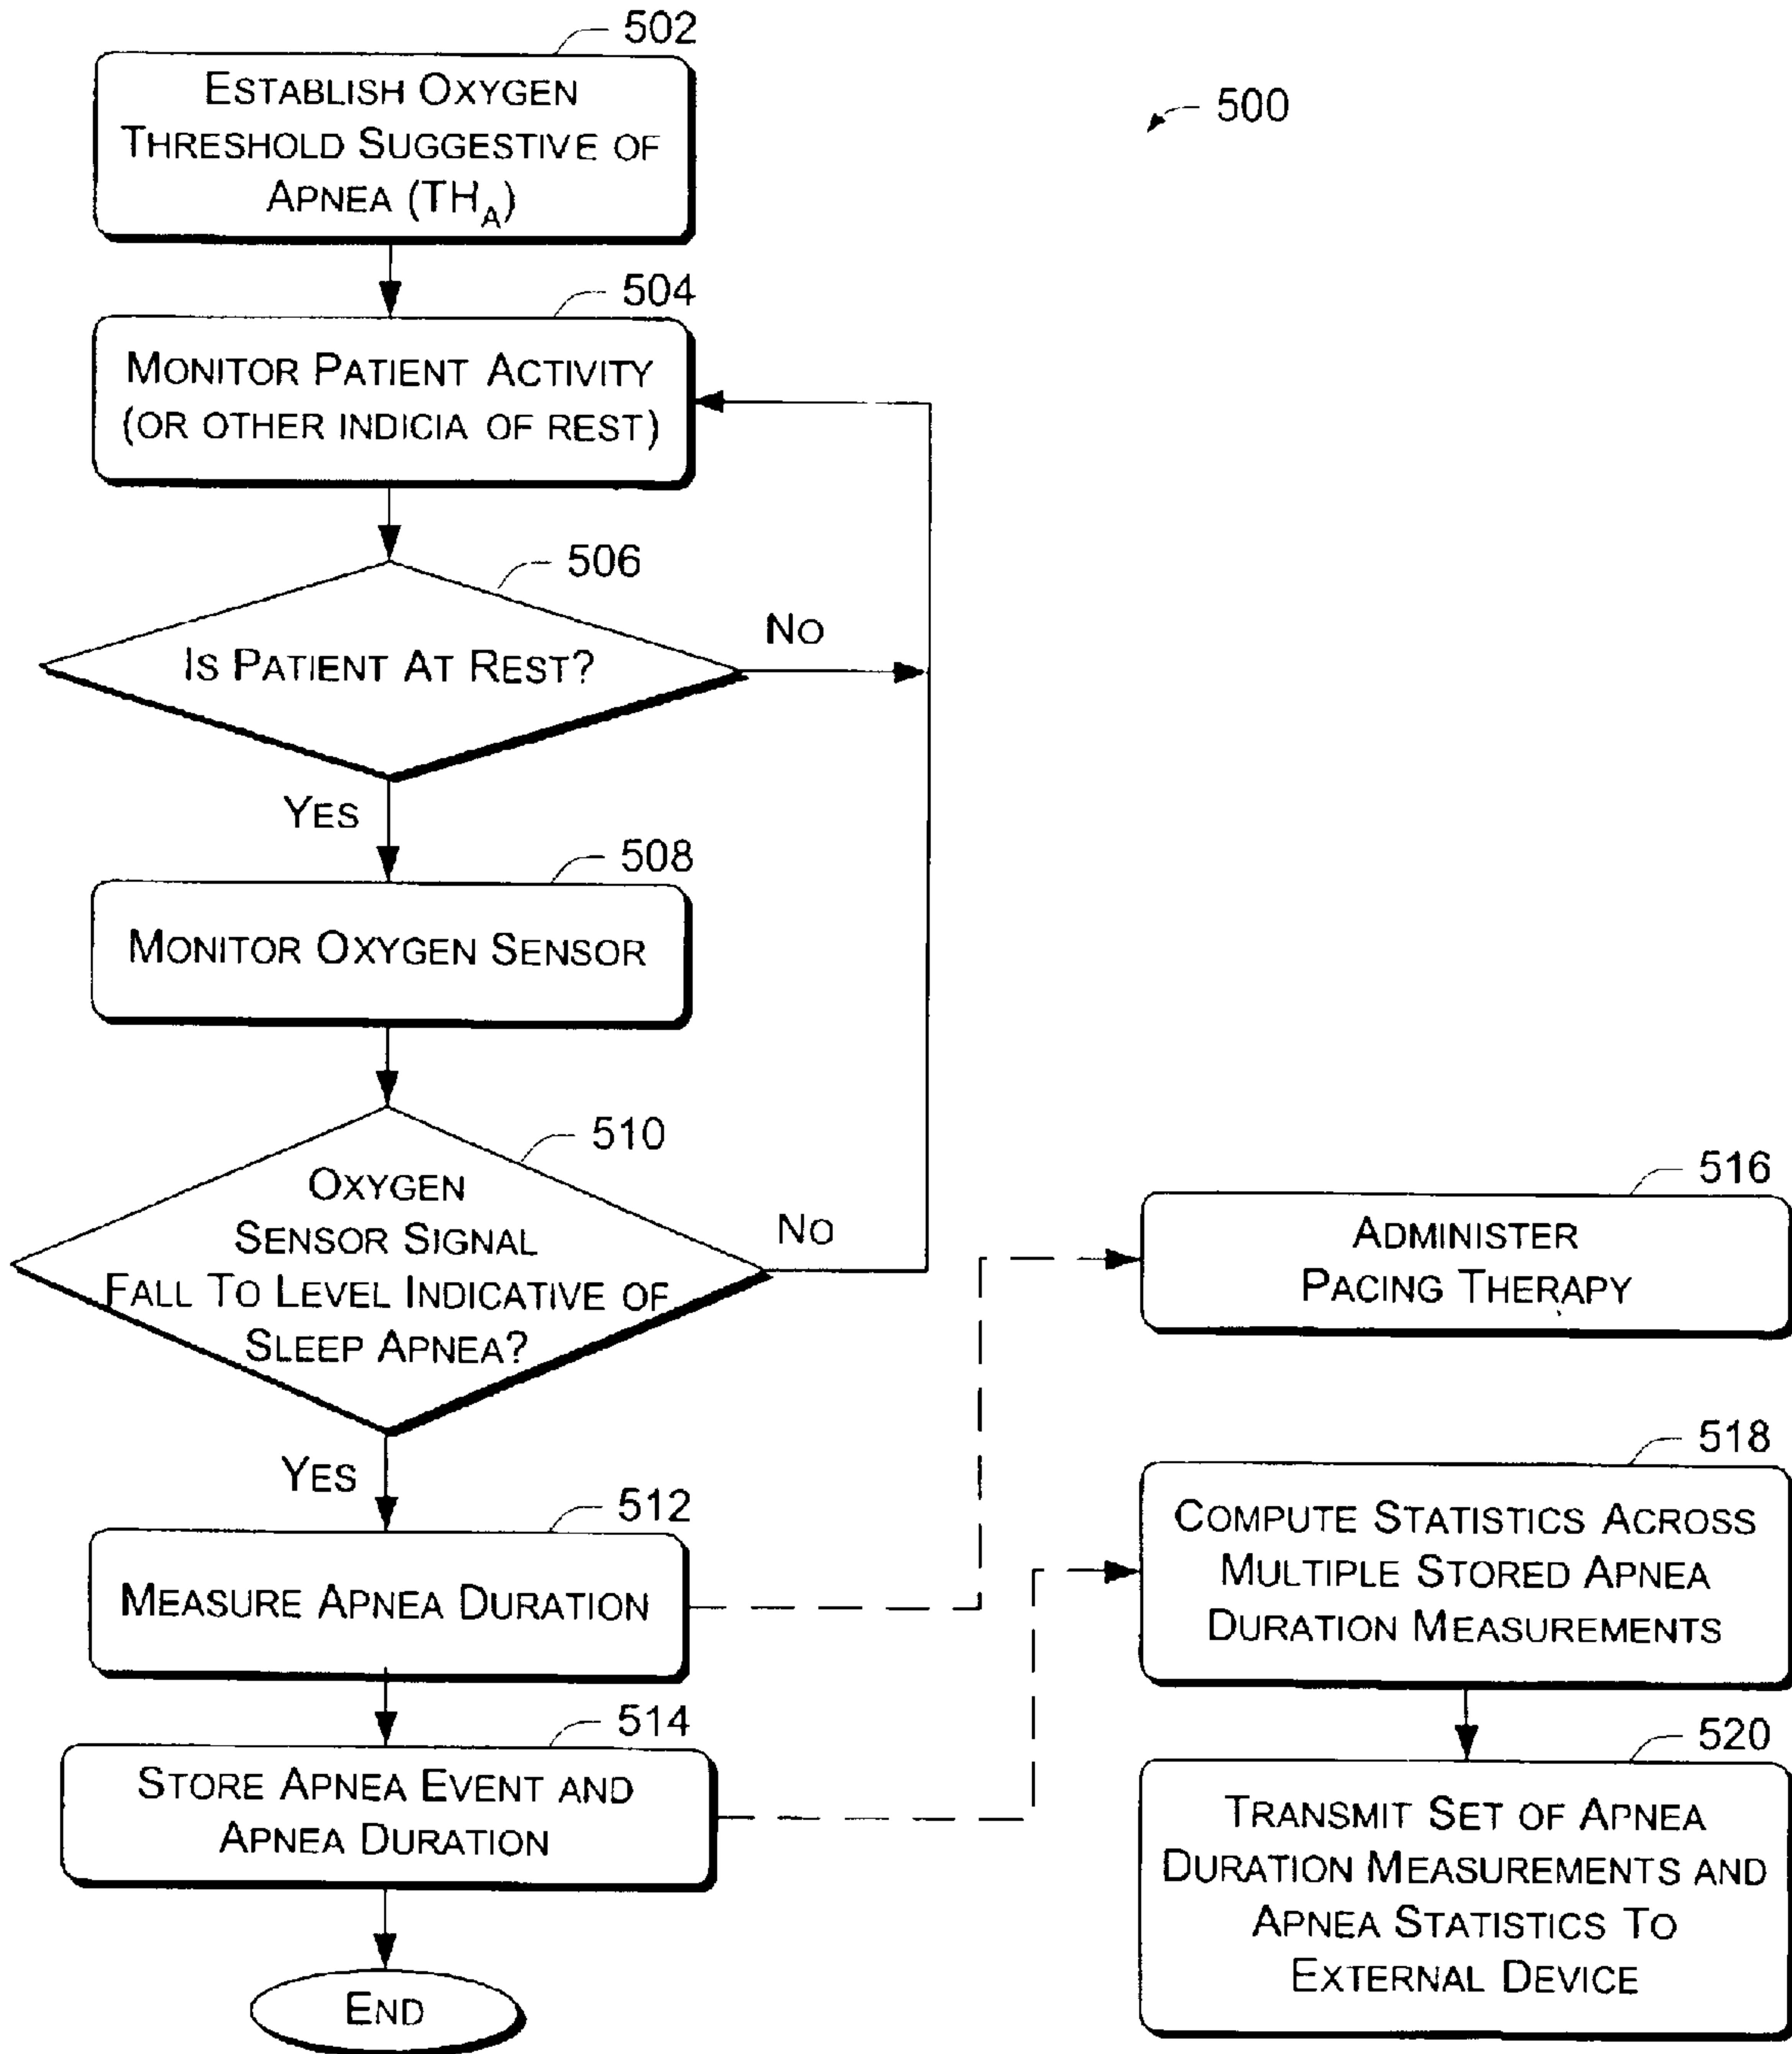 502
ESTABLISH OXYGEN
THRESHOLD SUGGESTIVE OF
APNEA (TH_A)
500
504
MONITOR PATIENT ACTIVITY
(OR OTHER INDICIA OF REST)
506
IS PATIENT AT REST?
NO
YES
508
MONITOR OXYGEN SENSOR
510
OXYGEN
SENSOR SIGNAL
FALL TO LEVEL INDICATIVE OF
SLEEP APNEA?
NO
YES
512
MEASURE APNEA DURATION
514
STORE APNEA EVENT AND
APNEA DURATION
END
516
ADMINISTER
PACING THERAPY
518
COMPUTE STATISTICS ACROSS
MULTIPLE STORED APNEA
DURATION MEASUREMENTS
520
TRANSMIT SET OF APNEA
DURATION MEASUREMENTS AND
APNEA STATISTICS TO
EXTERNAL DEVICE